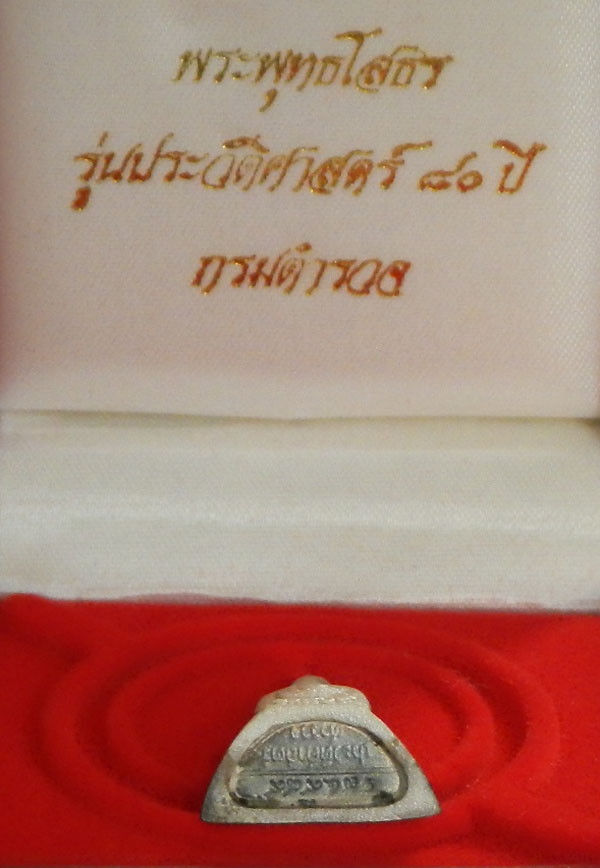 พระพุทธโสธร
รุ่นประวัติศาสตร์ ๘๐ ปี
กรมตำรวจ